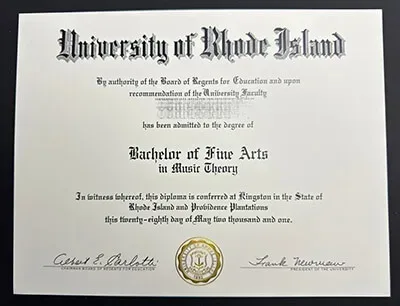 University of Rhode Island
By authority of the Board of Regents for Education and upon
recommendation of the University Faculty
has been admitted to the degree of
Bachelor of Fine Arts
in Music Theory
In witness whereof, this diploma is conferred at Kingston in the State of
Rhode Island and Providence Plantations
this twenty-eighth day of May two thousand and one.
Albert E. Carlotti
Frank Newman
CHAIRMAN BOARD OF REGENTS FOR EDUCATION
PRESIDENT OF THE UNIVERSITY